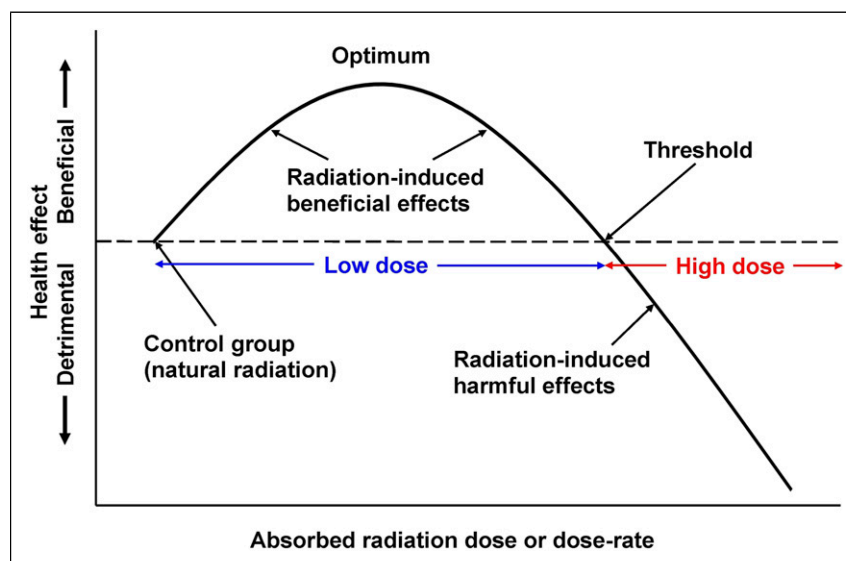 Optimum
Radiation-induced
beneficial effects
Threshold
Low dose
High dose
Control group
(natural radiation)
Radiation-induced
harmful effects
Health effect
Detrimental Beneficial
Absorbed radiation dose or dose-rate